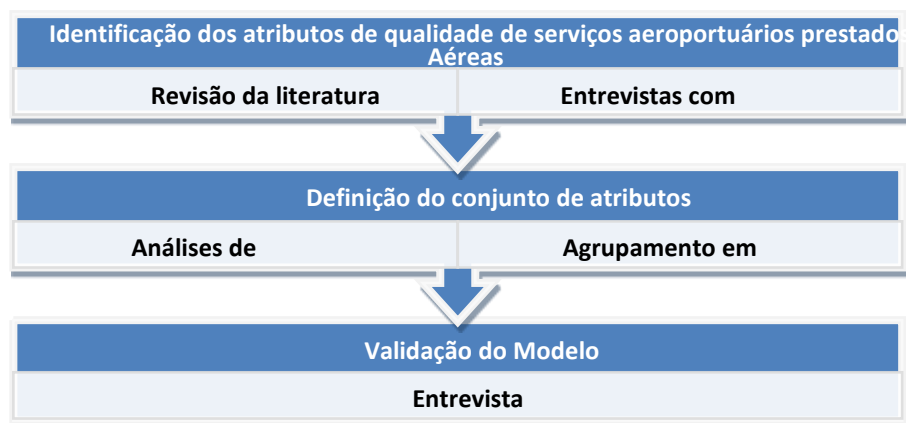 Identificação dos atributos de qualidade de serviços aeroportuários prestados
Aéreas
Revisão da literatura
Entrevistas com
Definição do conjunto de atributos
Análises de
Agrupamento em
Validação do Modelo
Entrevista